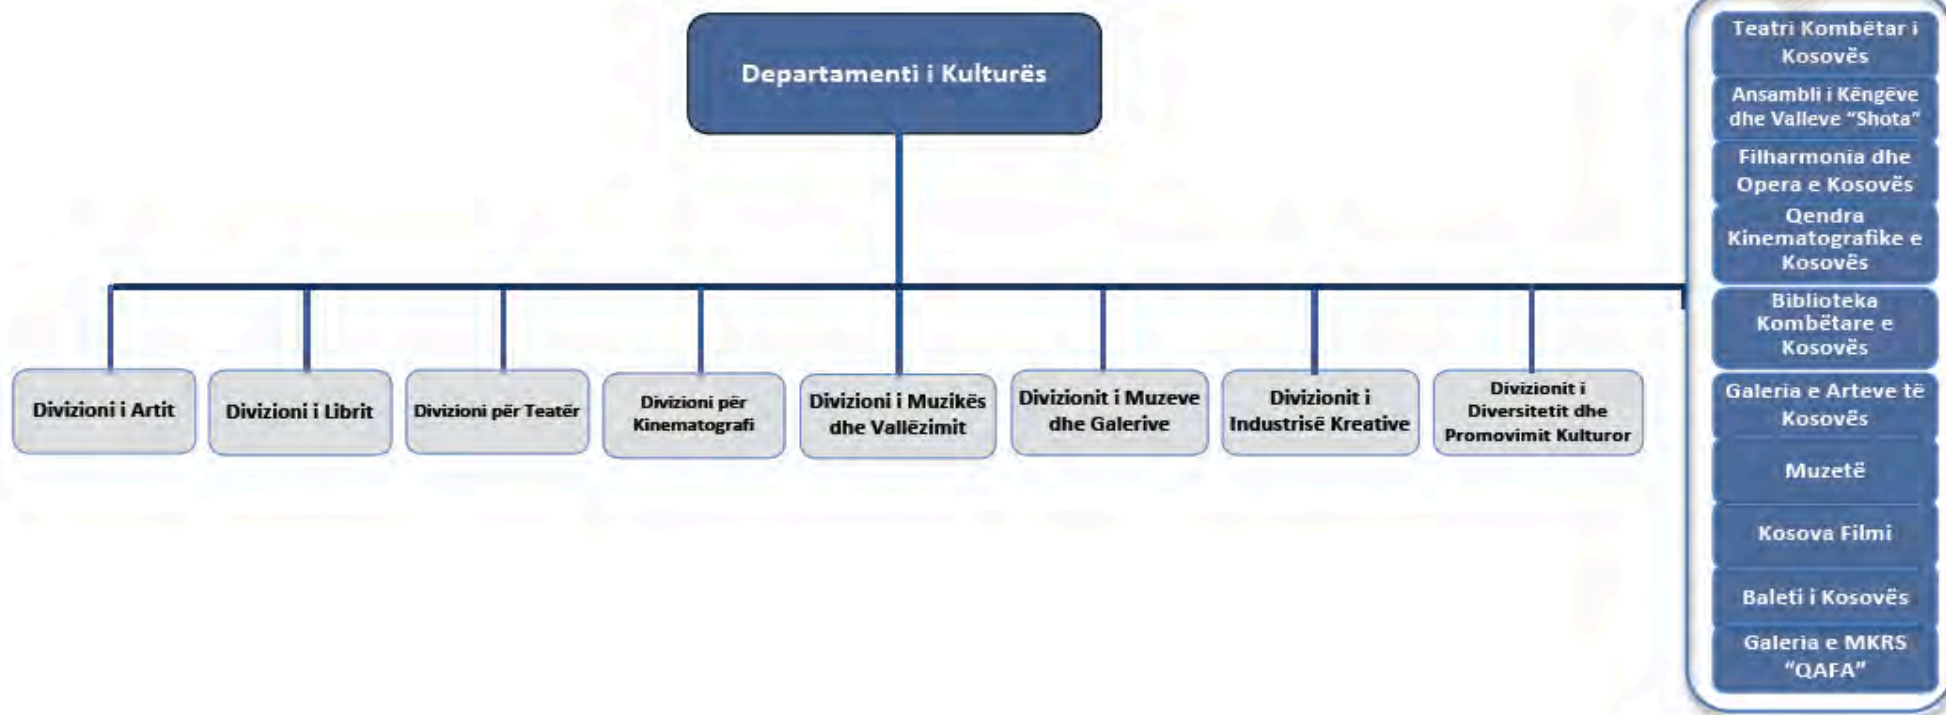 Departamenti i Kulturës
Divizioni i Artit
Divizioni i Librit
Divizioni për Teatër
Divizioni për
Kinematografi
Divizioni i Muzikës
dhe Vallëzimit
Divizionit i Muzeve
dhe Galerive
Divizionit i
Industrisë Kreative
Divizionit i
Diversitetit dhe
Promovimit Kulturor
Teatri Kombëtar i
Kosovës
Ansambli i Këngëve
dhe Valleve "Shota"
Filharmonia dhe
Opera e Kosovës
Qendra
Kinematografike e
Kosovës
Biblioteka
Kombëtare e
Kosovës
Galeria e Arteve të
Kosovës
Muzetë
Kosova Filmi
Baleti i Kosovës
Galeria e MKRS
"QAFA"